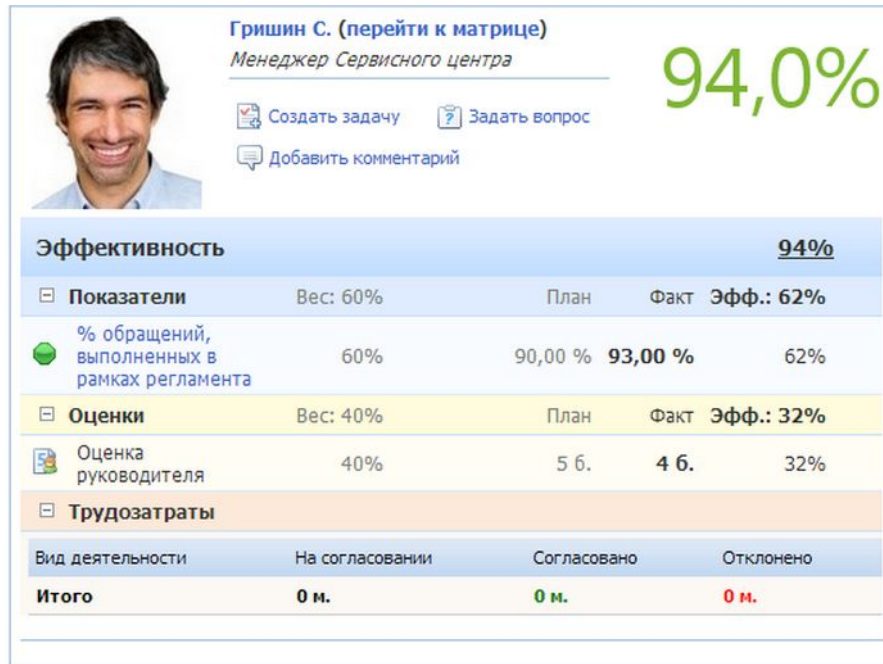 Гришин С. (перейти к матрице)
Менеджер Сервисного центра
94,0%
Создать задачу Задать вопрос
Добавить комментарий
Эффективность 94%
Показатели Вес: 60% План Факт Эфф.: 62%
% обращений,
выполненных в
рамках регламента
60% 90,00 % 93,00 % 62%
Оценки Вес: 40% План Факт Эфф.: 32%
Оценка
руководителя
40% 5 б. 4 б. 32%
Трудозатраты
Вид деятельности На согласовании Согласовано Отклонено
Итого 0 м. 0 м. 0 м.